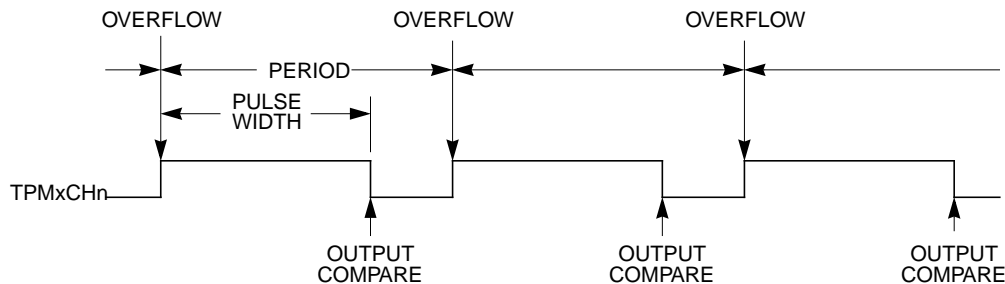 OVERFLOW OVERFLOW OVERFLOW
PERIOD
PULSE
WIDTH
TPMxCHn
OUTPUT OUTPUT OUTPUT
COMPARE COMPARE COMPARE